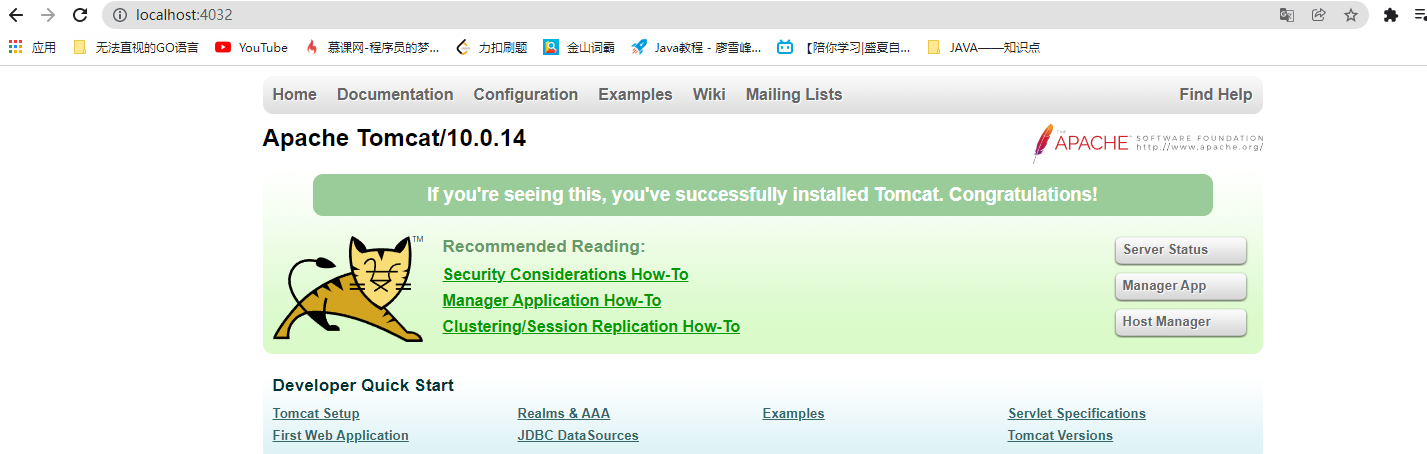 localhost:4032
应用 无法直视的GO语言 YouTube 慕课网-程序员的梦... 力扣刷题 金山词霸 Java教程 - 廖雪峰... 【陪你学习|盛夏自... JAVA——知识点
Home Documentation Configuration Examples Wiki Mailing Lists Find Help
Apache Tomcat/10.0.14
THE APACHE SOFTWARE FOUNDATION
http://www.apache.org/
If you're seeing this, you've successfully installed Tomcat. Congratulations!
TM
Recommended Reading:
Security Considerations How-To
Manager Application How-To
Clustering/Session Replication How-To
Server Status
Manager App
Host Manager
Developer Quick Start
Tomcat Setup Realms & AAA Examples Servlet Specifications
First Web Application JDBC DataSources Tomcat Versions